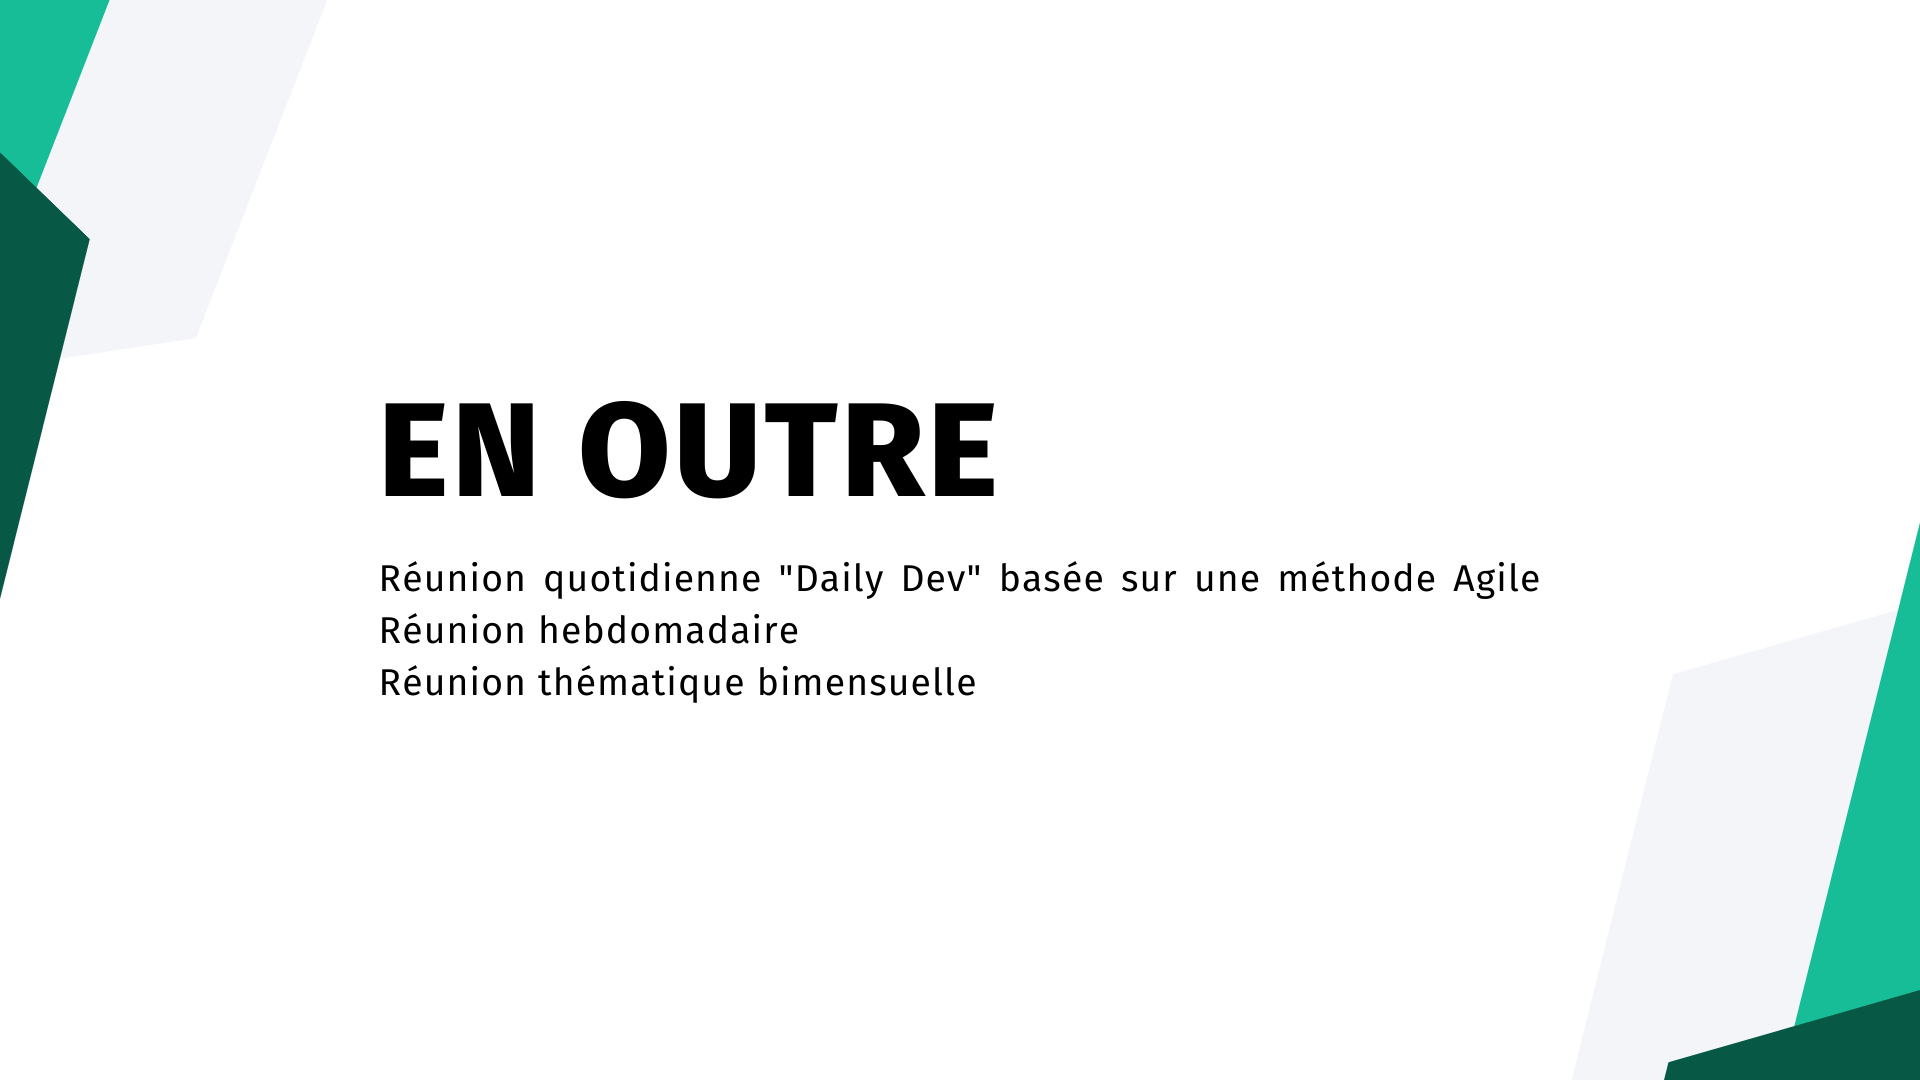 EN OUTRE
Réunion quotidienne "Daily Dev" basée sur une méthode Agile
Réunion hebdomadaire
Réunion thématique bimensuelle